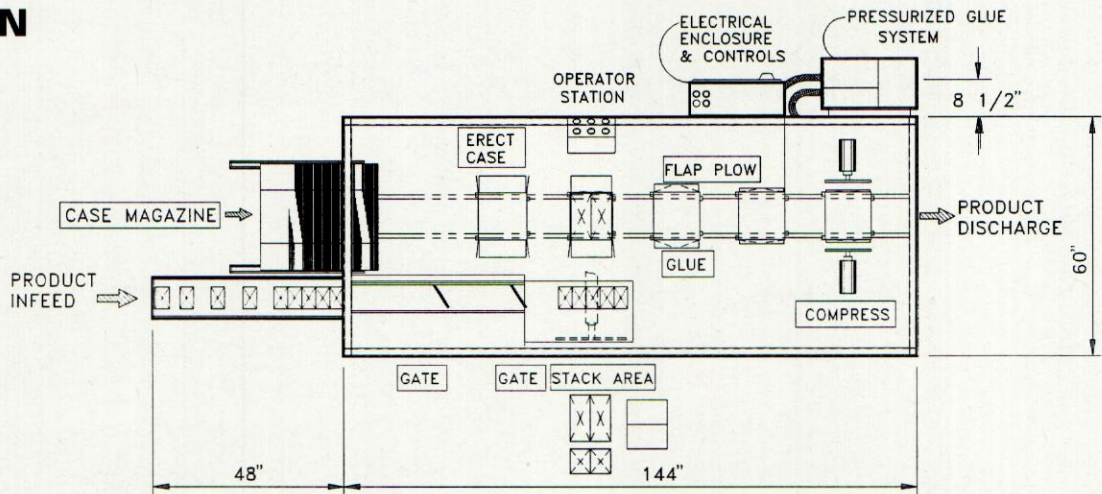 N
ELECTRICAL
ENCLOSURE
& CONTROLS
PRESSURIZED GLUE
SYSTEM
OPERATOR
STATION
8 1/2"
ERECT
CASE
FLAP PLOW
CASE MAGAZINE
PRODUCT
DISCHARGE
GLUE
60"
PRODUCT
INFEED
COMPRESS
GATE
GATE
STACK AREA
48"
144"